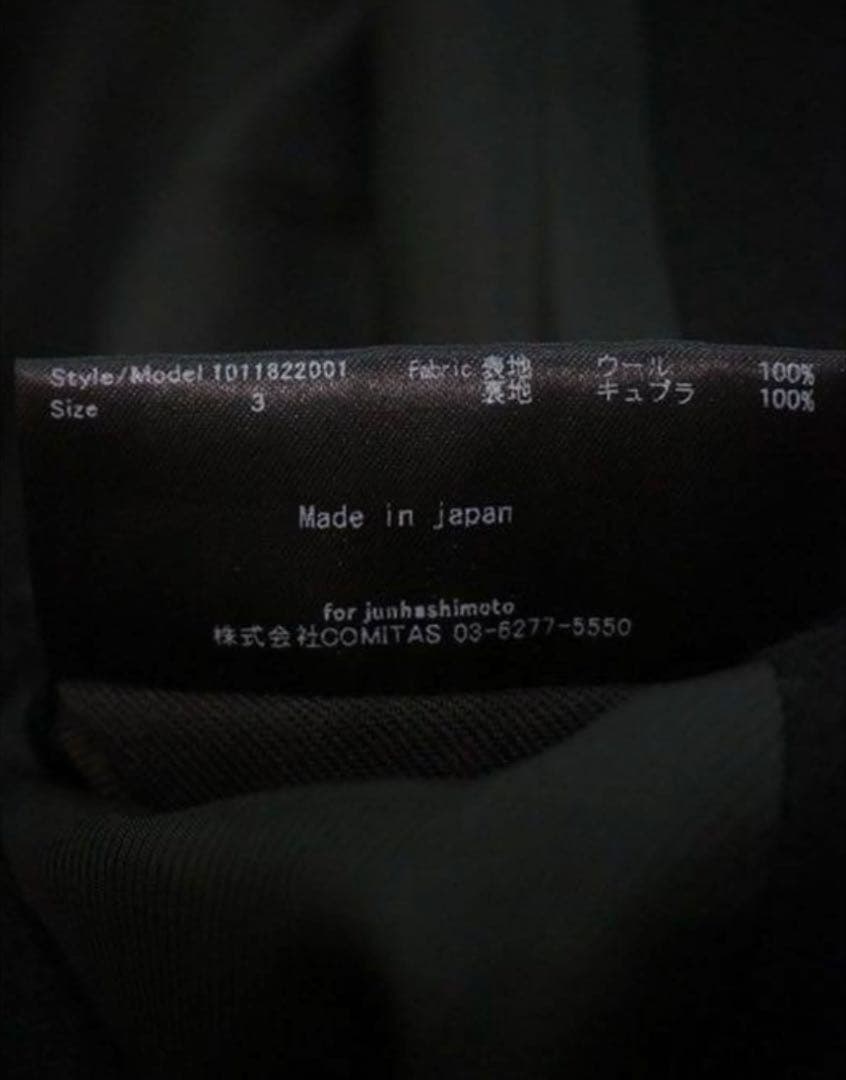 Style/Model 1011822001 Fabric 表地 ウール 100%
Size 3 裏地 キュプラ 100%
Made in japan
for junhashimoto
株式会社COMITAS 03-6277-5550